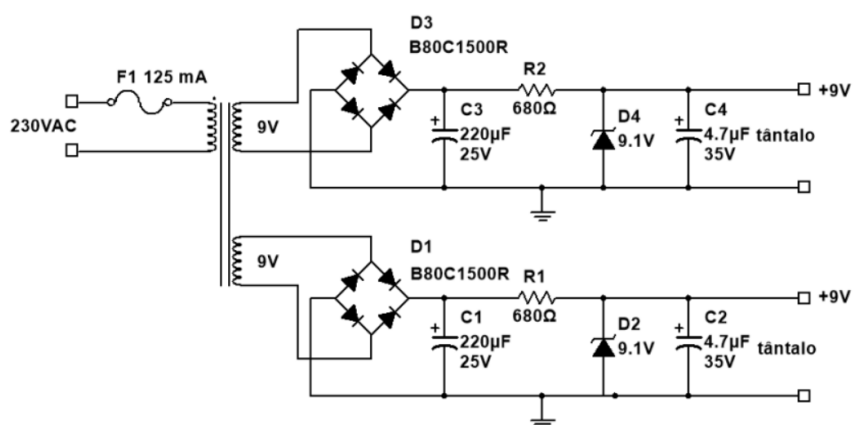 D3
B80C1500R
F1 125 mA
230VAC
9V
R2
680Ω
C3
220µF
25V
D4
9.1V
C4
4.7µF tântalo
35V
+9V
+
+
9V
D1
B80C1500R
R1
680Ω
C1
220µF
25V
D2
9.1V
C2
4.7µF tântalo
35V
+9V
+
+